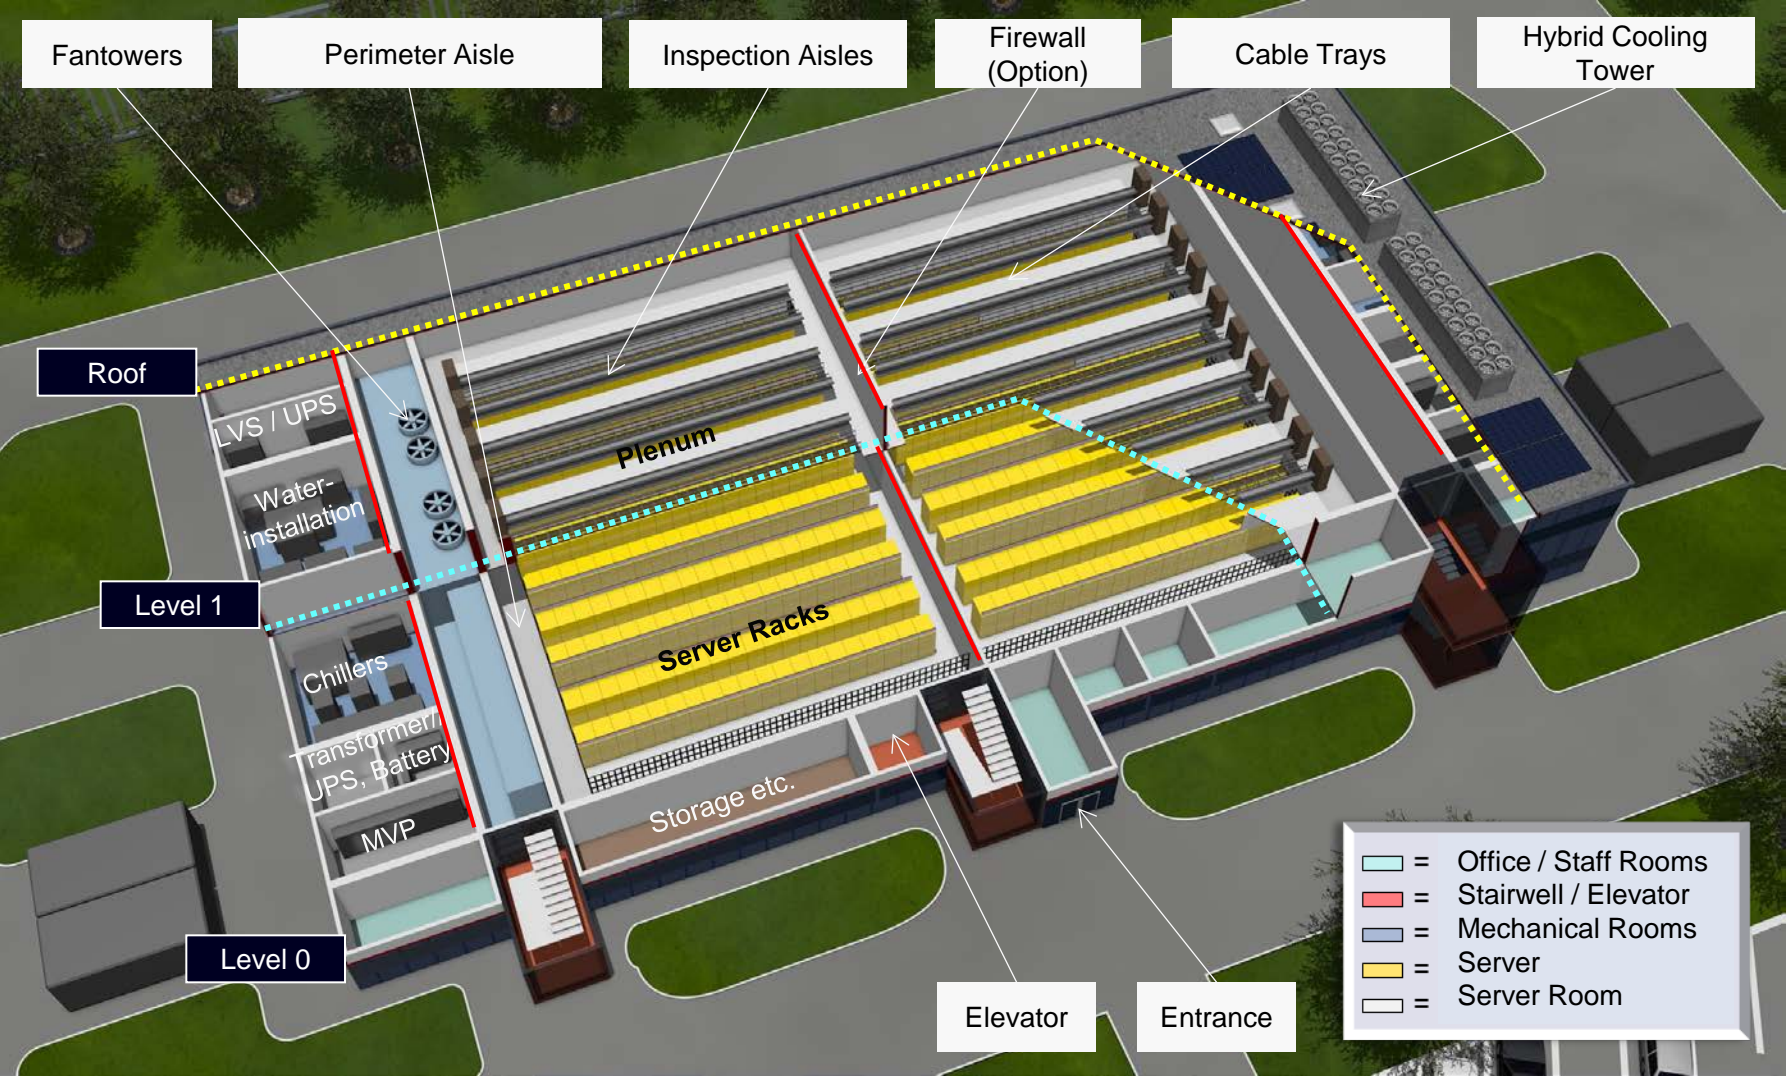 Fantowers
Perimeter Aisle
Inspection Aisles
Firewall
(Option)
Cable Trays
Hybrid Cooling
Tower
Roof
LVS / UPS
Water-
installation
Plenum
Level 1
Server Racks
Chillers
Transformer/
UPS, Battery
MVP
Storage etc.
Level 0
Elevator
Entrance
= Office / Staff Rooms
= Stairwell / Elevator
= Mechanical Rooms
= Server
= Server Room